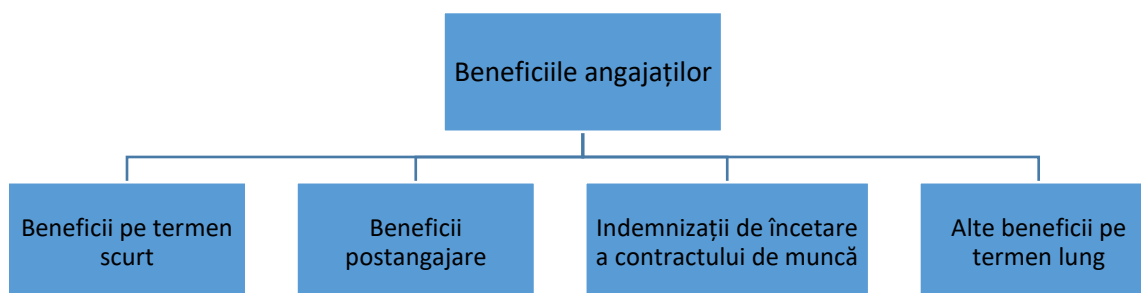 Beneficiile angajaților
Beneficii pe termen
scurt
Beneficii
postangajare
Indemnizații de încetare
a contractului de muncă
Alte beneficii pe
termen lung